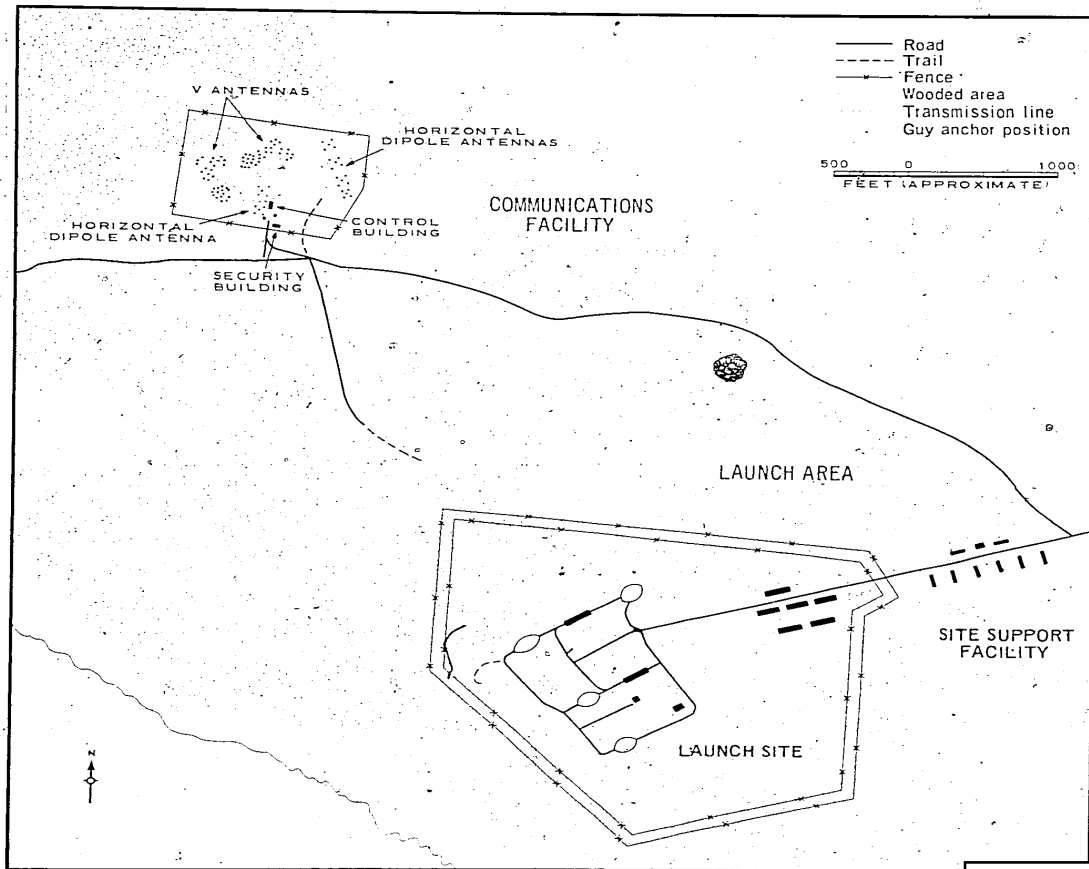 Road
Trail
Fence
Wooded area
Transmission line
Guy anchor position
500 0 1000
FEET (APPROXIMATE)
V ANTENNAS
HORIZONTAL
DIPOLE ANTENNAS
COMMUNICATIONS
FACILITY
HORIZONTAL
DIPOLE ANTENNA
CONTROL
BUILDING
SECURITY
BUILDING
LAUNCH AREA
SITE SUPPORT
FACILITY
LAUNCH SITE
N